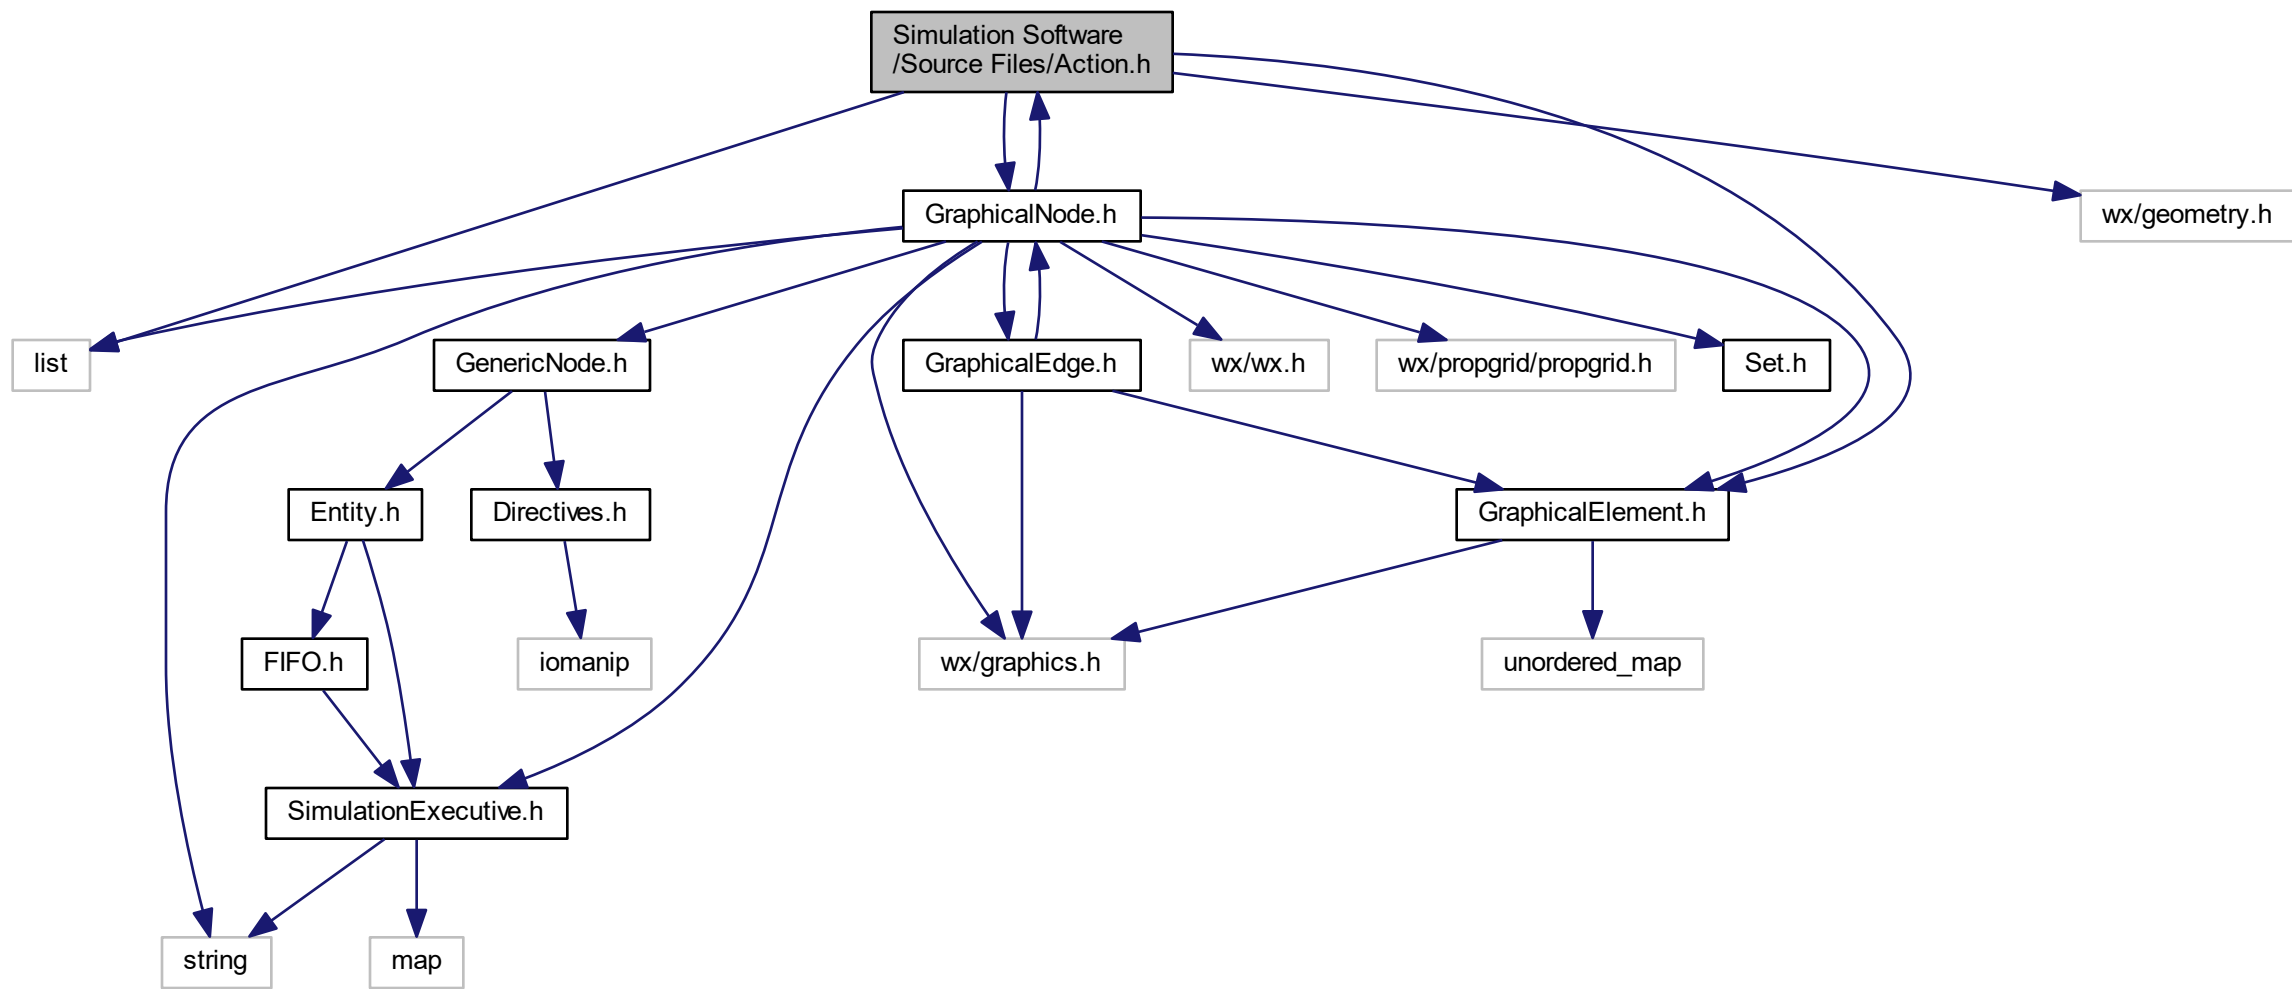 Simulation Software
/Source Files/Action.h
GraphicalNode.h
wx/geometry.h
list
GenericNode.h
GraphicalEdge.h
wx/wx.h
wx/propgrid/propgrid.h
Set.h
Entity.h
Directives.h
GraphicalElement.h
FIFO.h
iomanip
wx/graphics.h
unordered_map
SimulationExecutive.h
string
map